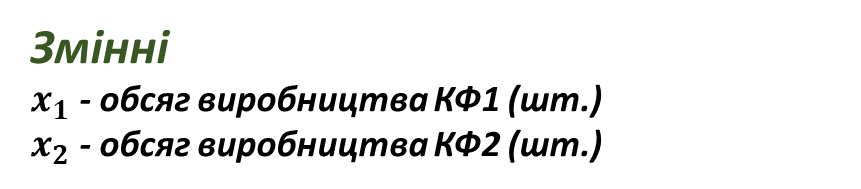 Змінні
x₁ - обсяг виробництва КФ1 (шт.)
x₂ - обсяг виробництва КФ2 (шт.)